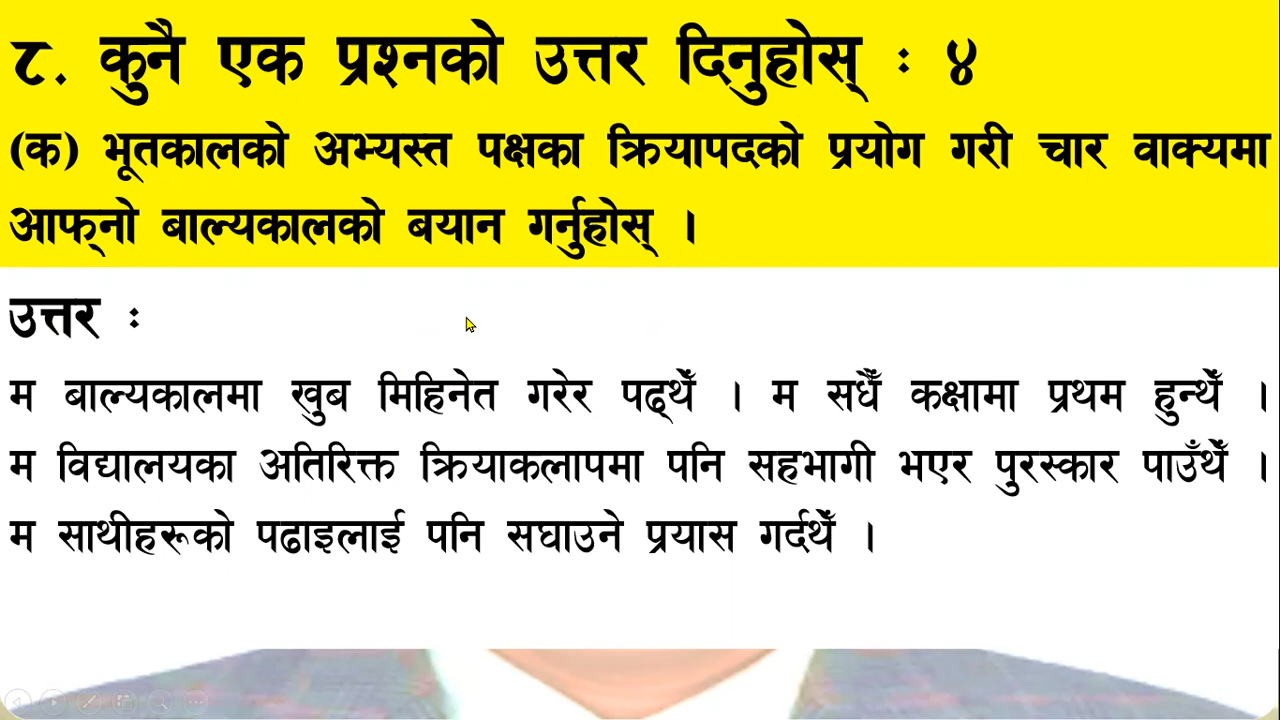 ८. कुनै एक प्रश्नको उत्तर दिनुहोस् : ४
(क) भूतकालको अभ्यस्त पक्षका क्रियापदको प्रयोग गरी चार वाक्यमा
आफ्‌नो बाल्यकालको बयान गर्नुहोस् ।
उत्तर :
म बाल्यकालमा खुब मिहिनेत गरेर पढ्थेँ । म सधैँ कक्षामा प्रथम हुन्थेँ ।
म विद्यालयका अतिरिक्त क्रियाकलापमा पनि सहभागी भएर पुरस्कार पाउँथेँ ।
म साथीहरूको पढाइलाई पनि सघाउने प्रयास गर्दथेँ ।